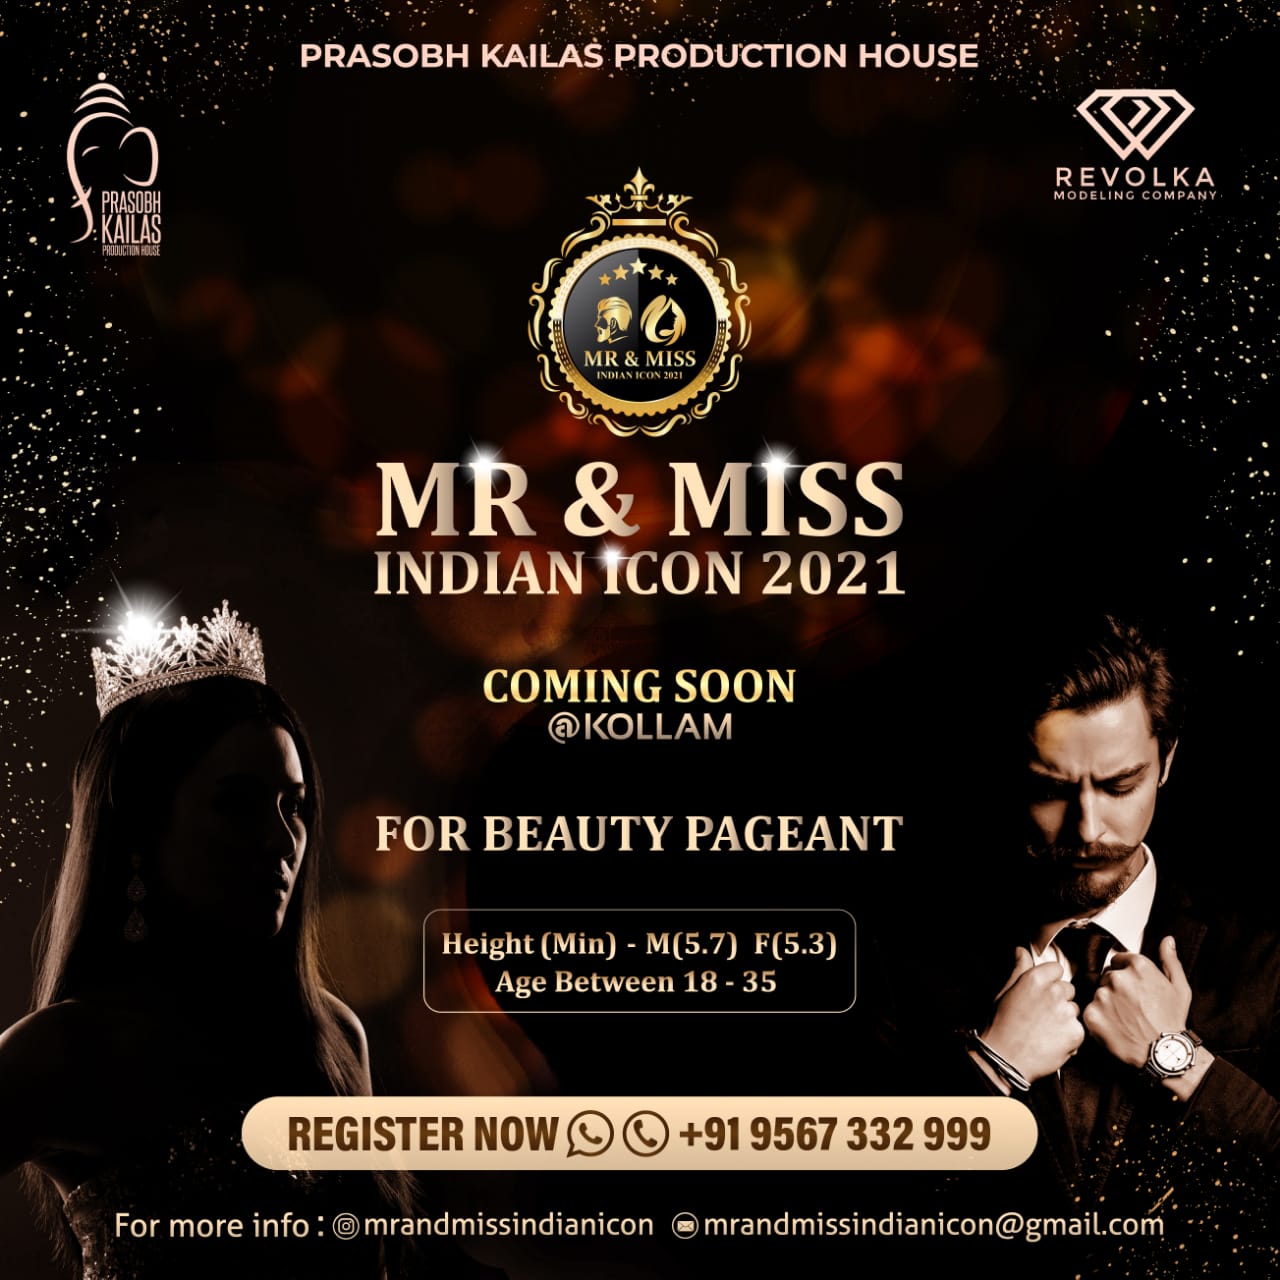 PRASOBH KAILAS PRODUCTION HOUSE
PRASOBH
KAILAS
PRODUCTION HOUSE
REVOLKA
MODELING COMPANY
MR & MISS
INDIAN ICON 2021
MR & MISS
INDIAN ICON 2021
COMING SOON
@KOLLAM
FOR BEAUTY PAGEANT
Height (Min) - M(5.7) F(5.3)
Age Between 18 - 35
REGISTER NOW +91 9567 332 999
For more info : mrandmissindianicon mrandmissindianicon@gmail.com